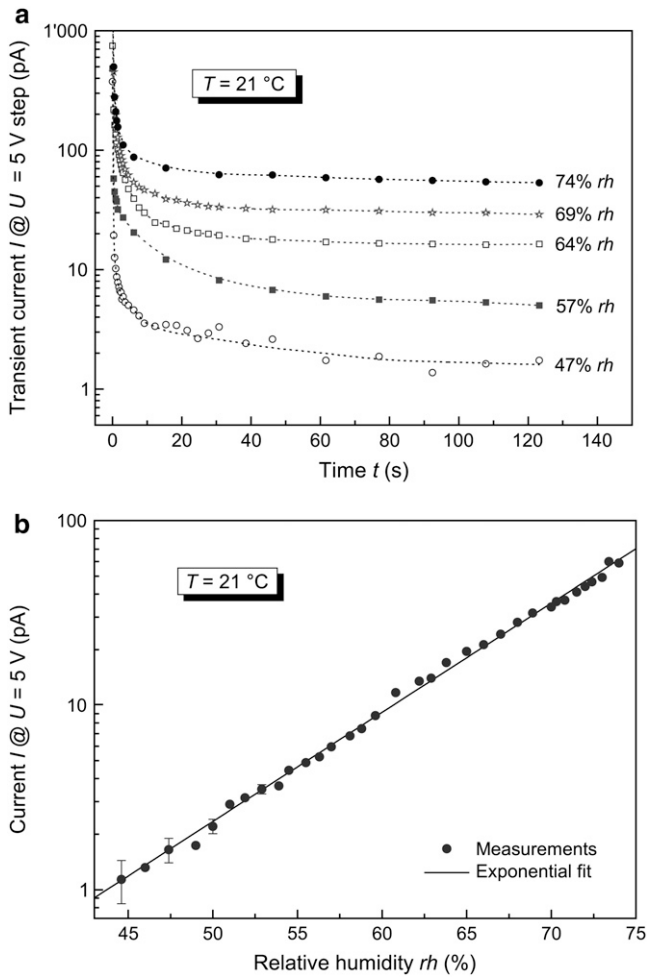 a
Transient current I @ U = 5 V step (pA)
1'000
100
10
1
T = 21 °C
74% rh
69% rh
64% rh
57% rh
47% rh
0 20 40 60 80 100 120 140
Time t (s)
b
Current I @ U = 5 V (pA)
100
10
1
T = 21 °C
Measurements
Exponential fit
45 50 55 60 65 70 75
Relative humidity rh (%)